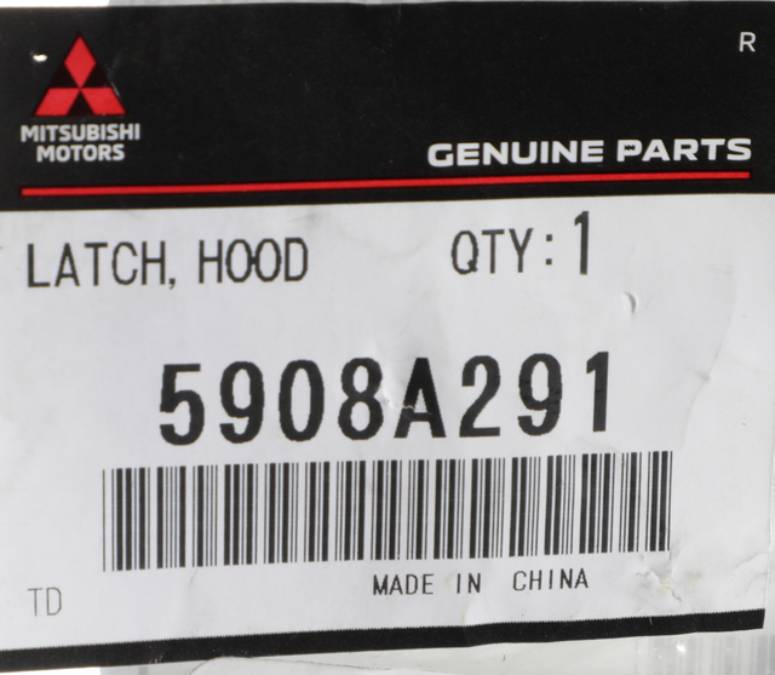 R
MITSUBISHI
MOTORS
GENUINE PARTS
LATCH, HOOD QTY:1
5908A291
MADE IN CHINA
TD